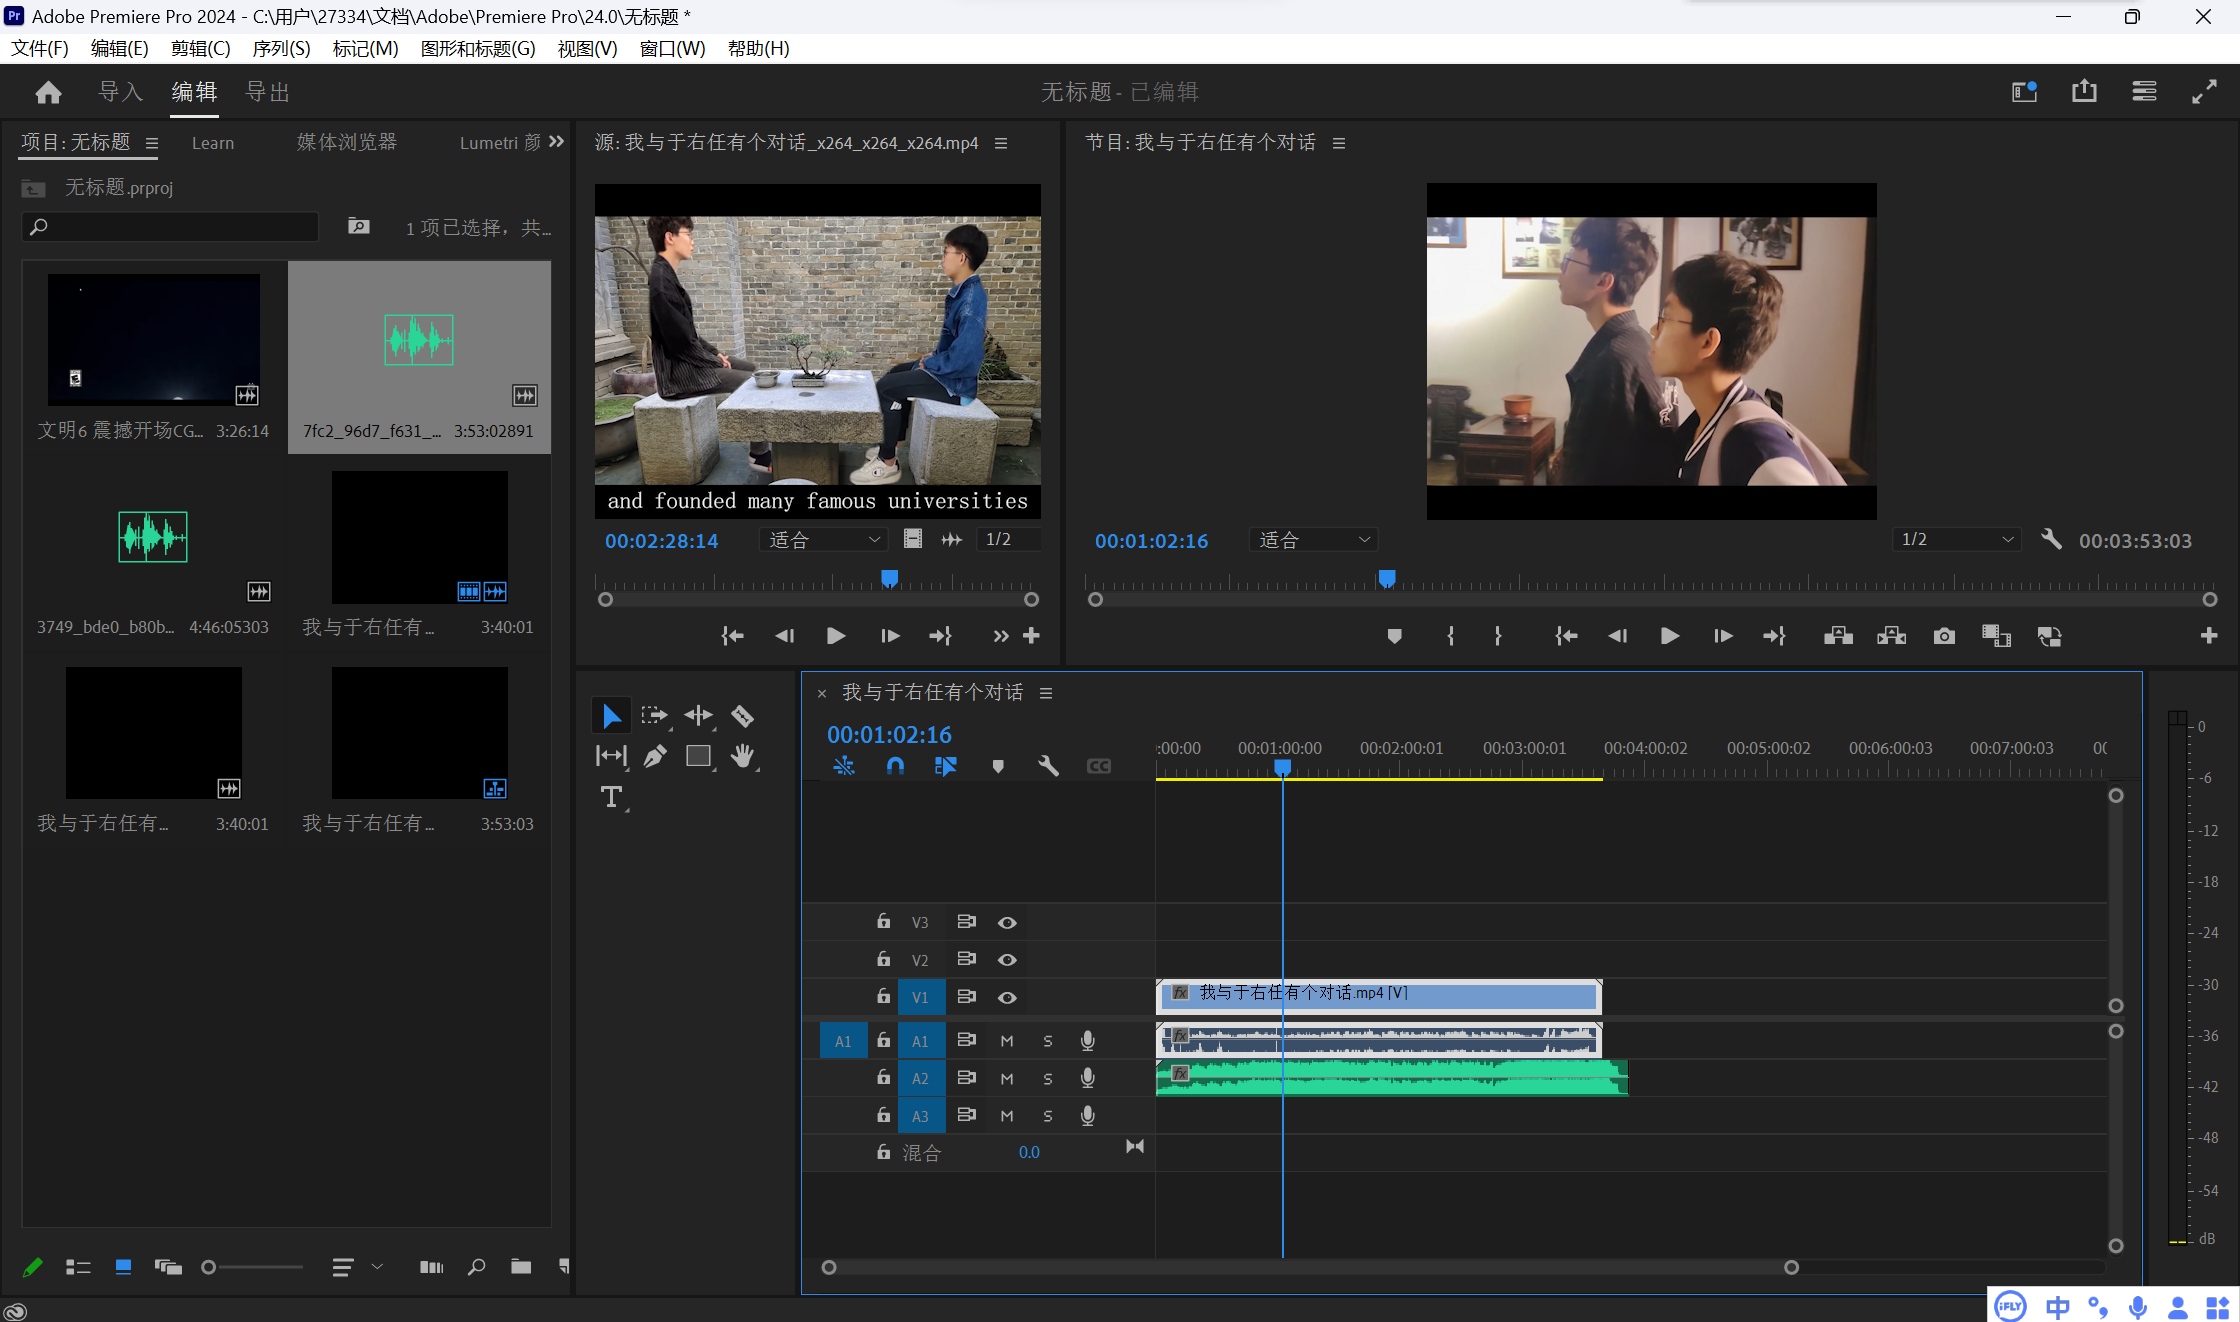 Pr Adobe Premiere Pro 2024 - C:\用户\27334\文档\Adobe\Premiere Pro\24.0\无标题 *
文件(F) 编辑(E) 剪辑(C) 序列(S) 标记(M) 图形和标题(G) 视图(V) 窗口(W) 帮助(H)
导入 编辑 导出
无标题 - 已编辑
项目: 无标题 Learn 媒体浏览器 Lumetri 颜
无标题.prproj
1 项已选择，共...
文明6 震撼开场CG... 3:26:14
7fc2_96d7_f631_... 3:53:02891
3749_bde0_b80b... 4:46:05303
我与于右任有... 3:40:01
我与于右任有... 3:40:01
我与于右任有... 3:53:03
源: 我与于右任有个对话_x264_x264_x264.mp4
and founded many famous universities
00:02:28:14 适合 1/2
节目: 我与于右任有个对话
00:01:02:16 适合 1/2 00:03:53:03
T
× 我与于右任有个对话
00:01:02:16
CC
:00:00 00:01:00:00 00:02:00:01 00:03:00:01 00:04:00:02 00:05:00:02 00:06:00:03 00:07:00:03 00
V3
V2
V1 fx 我与于右任有个对话.mp4 [V]
A1 A1 M S fx
A2 M S fx
A3 M S
混合 0.0
0
-6
-12
-18
-24
-30
-36
-42
-48
-54
dB
iFLY 中